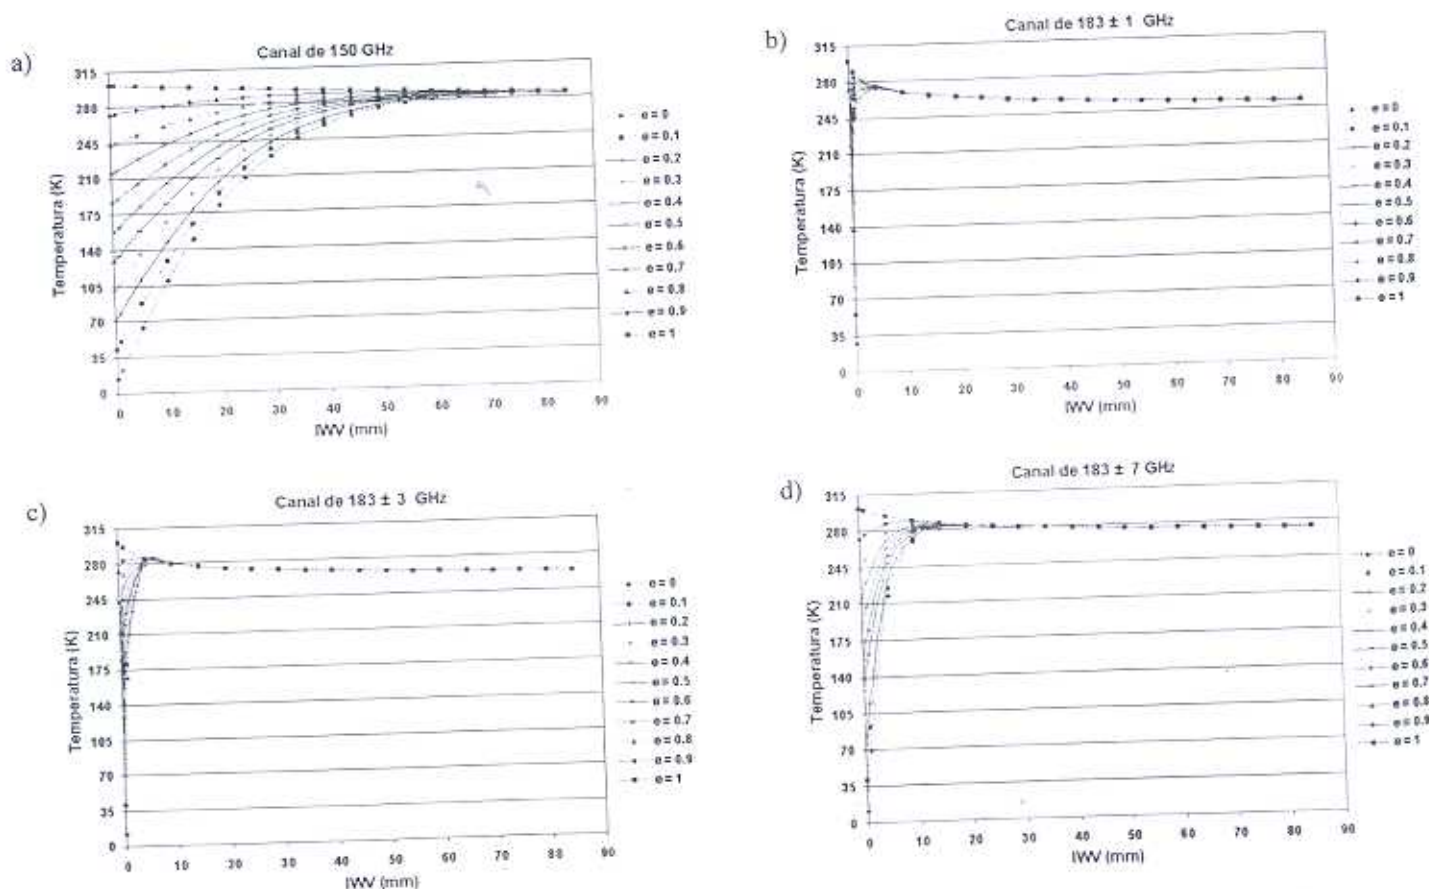 a)
Canal de 150 GHz
Temperatura (K)
315
280
245
210
175
140
105
70
35
0
0 10 20 30 40 50 60 70 80 90
IWV (mm)
e = 0
e = 0.1
e = 0.2
e = 0.3
e = 0.4
e = 0.5
e = 0.6
e = 0.7
e = 0.8
e = 0.9
e = 1
b)
Canal de 183 ± 1 GHz
Temperatura (K)
315
280
245
210
175
140
105
70
35
0
0 10 20 30 40 50 60 70 80 90
IWV (mm)
e = 0
e = 0.1
e = 0.2
e = 0.3
e = 0.4
e = 0.5
e = 0.6
e = 0.7
e = 0.8
e = 0.9
e = 1
c)
Canal de 183 ± 3 GHz
Temperatura (K)
315
280
245
210
175
140
105
70
35
0
0 10 20 30 40 50 60 70 80 90
IWV (mm)
e = 0
e = 0.1
e = 0.2
e = 0.3
e = 0.4
e = 0.5
e = 0.6
e = 0.7
e = 0.8
e = 0.9
e = 1
d)
Canal de 183 ± 7 GHz
Temperatura (K)
315
280
245
210
175
140
105
70
35
0
0 10 20 30 40 50 60 70 80 90
IWV (mm)
e = 0
e = 0.1
e = 0.2
e = 0.3
e = 0.4
e = 0.5
e = 0.6
e = 0.7
e = 0.8
e = 0.9
e = 1